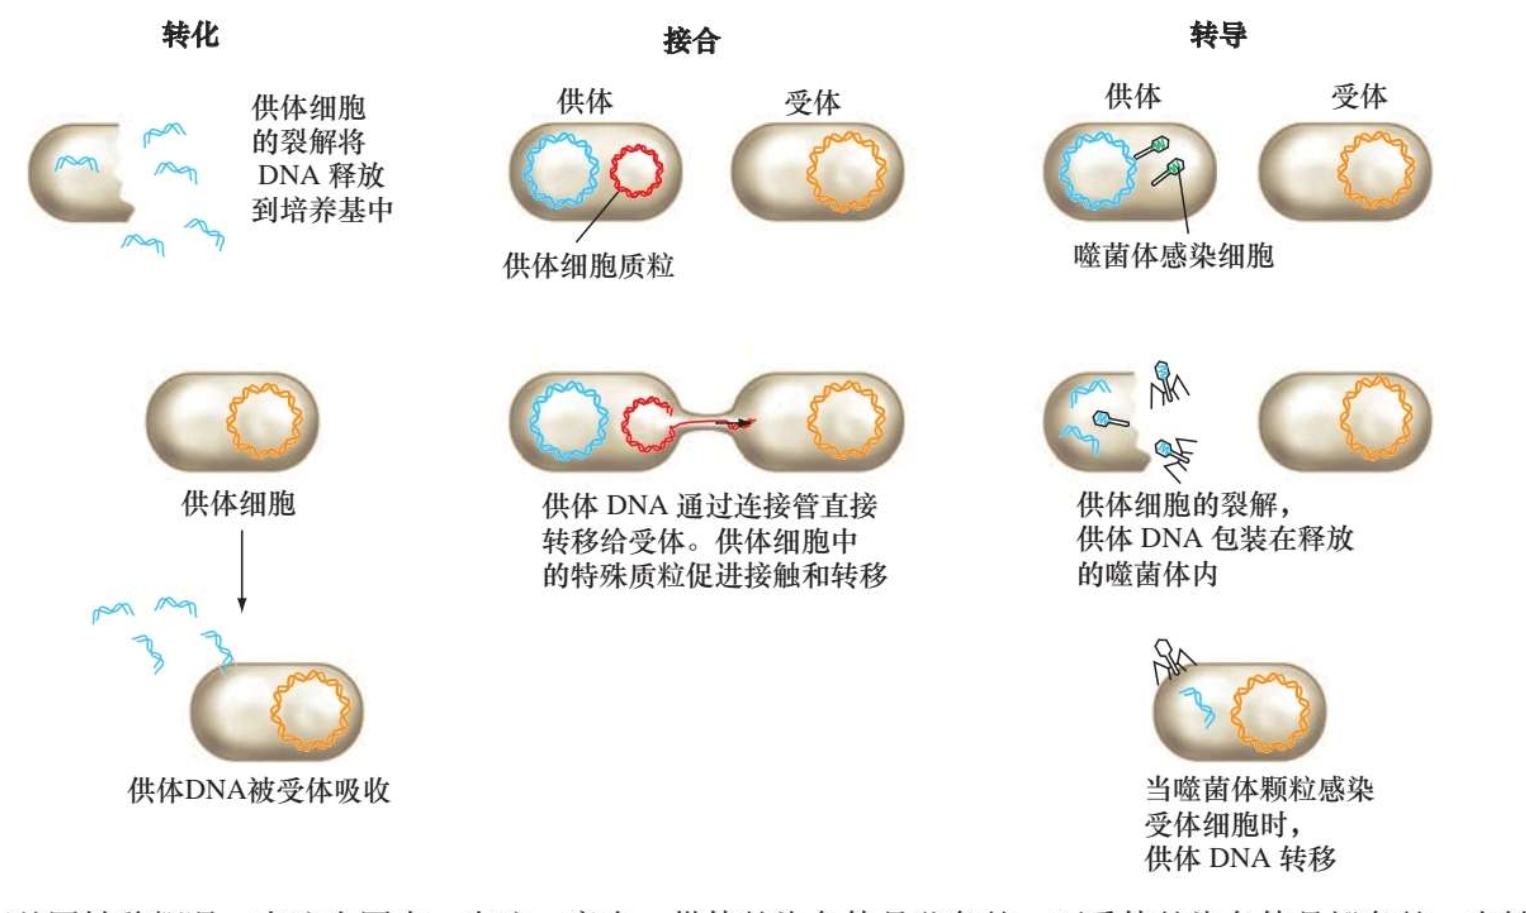 转化
供体细胞
的裂解将
DNA 释放
到培养基中
供体细胞
供体DNA被受体吸收
接合
供体
受体
供体细胞质粒
供体 DNA 通过连接管直接
转移给受体。供体细胞中
的特殊质粒促进接触和转移
转导
供体
受体
噬菌体感染细胞
供体细胞的裂解，
供体 DNA 包装在释放
的噬菌体内
当噬菌体颗粒感染
受体细胞时，
供体 DNA 转移